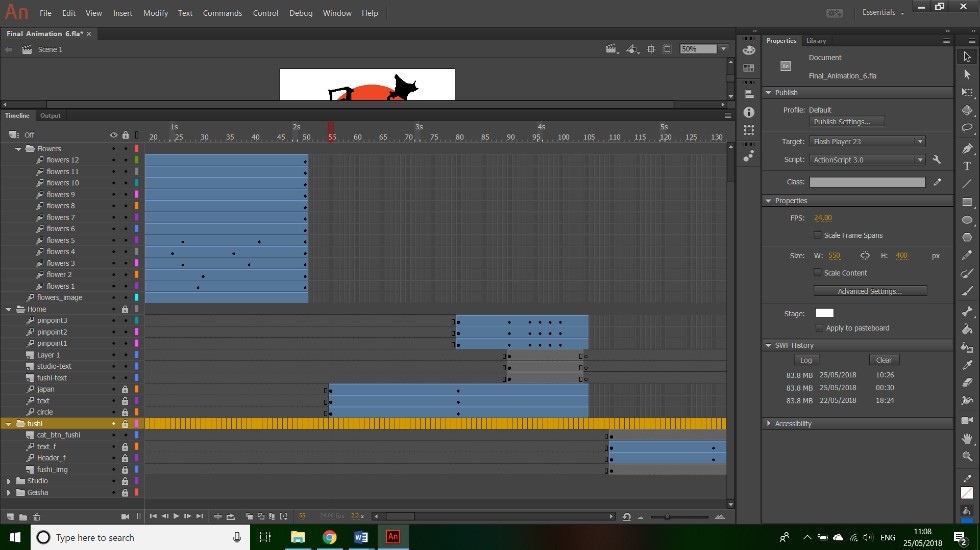 An File Edit View Insert Modify Text Commands Control Debug Window Help Essentials
Final_Animation_6.fla* ×
Scene 1 50%
Timeline Output
Off
1s 2s 3s 4s 5s
20 25 30 35 40 45 50 55 60 65 70 75 80 85 90 95 100 105 110 115 120 125 130
Flowers
flowers 12
flowers 11
flowers 10
flowers 9
flowers 8
flowers 7
flowers 6
flowers 5
flowers 4
flowers 3
flower 2
flowers 1
flowers_image
Home
pinpoint3
pinpoint2
pinpoint1
Layer 1
studio-text
fushi-text
japan
text
circle
fushi
cat_btn_fushi
text_f
Header_f
fushi_img
Studio
Geisha
55 24.00 fps 2.2s
Properties Library
Document
Final_Animation_6.fla
Publish
Profile: Default
Publish Settings...
Target: Flash Player 23
Script: ActionScript 3.0
Class:
Properties
FPS: 24.00
Scale Frame Spans
Size: W: 550 H: 400 px
Scale Content
Advanced Settings...
Stage:
Apply to pasteboard
SWF History
Log Clear
83.8 MB 25/05/2018 10:26
83.8 MB 25/05/2018 00:30
83.8 MB 22/05/2018 18:24
Accessibility
Type here to search
ENG
11:08
25/05/2018
2